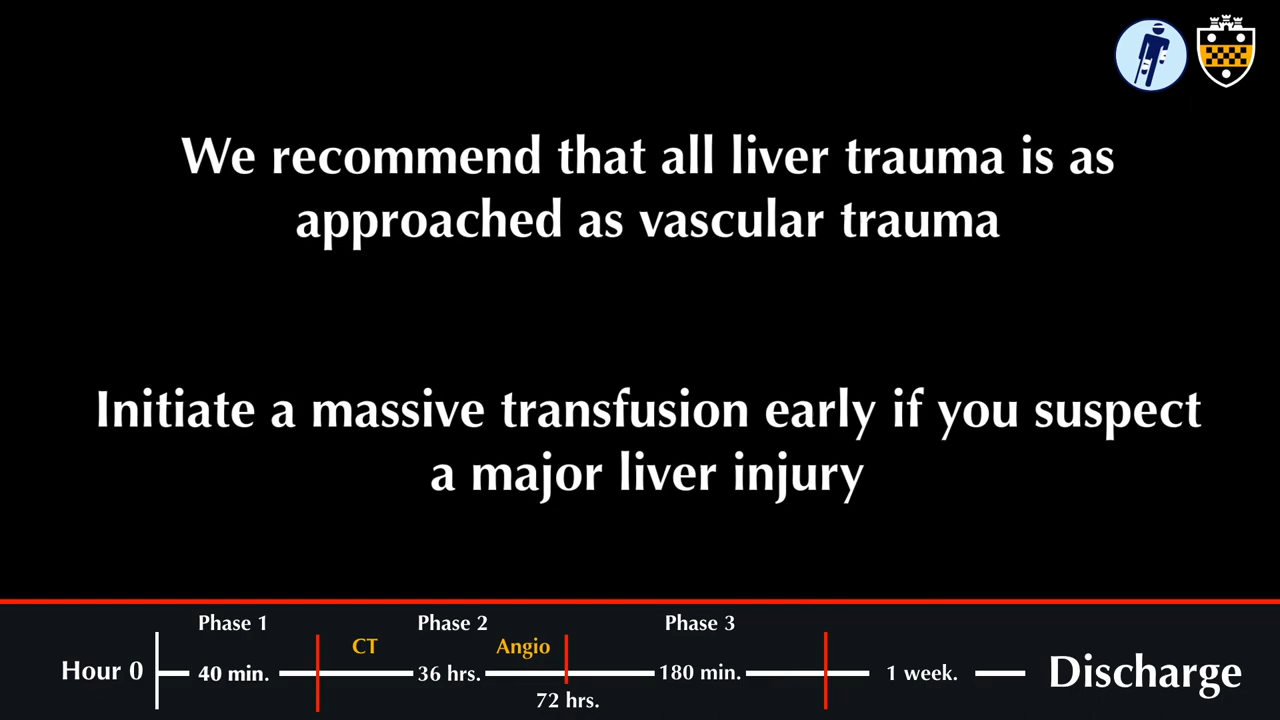 We recommend that all liver trauma is as
approached as vascular trauma
Initiate a massive transfusion early if you suspect
a major liver injury
Phase 1
Phase 2
Phase 3
CT
Angio
Hour 0
40 min.
36 hrs.
180 min.
1 week.
Discharge
72 hrs.